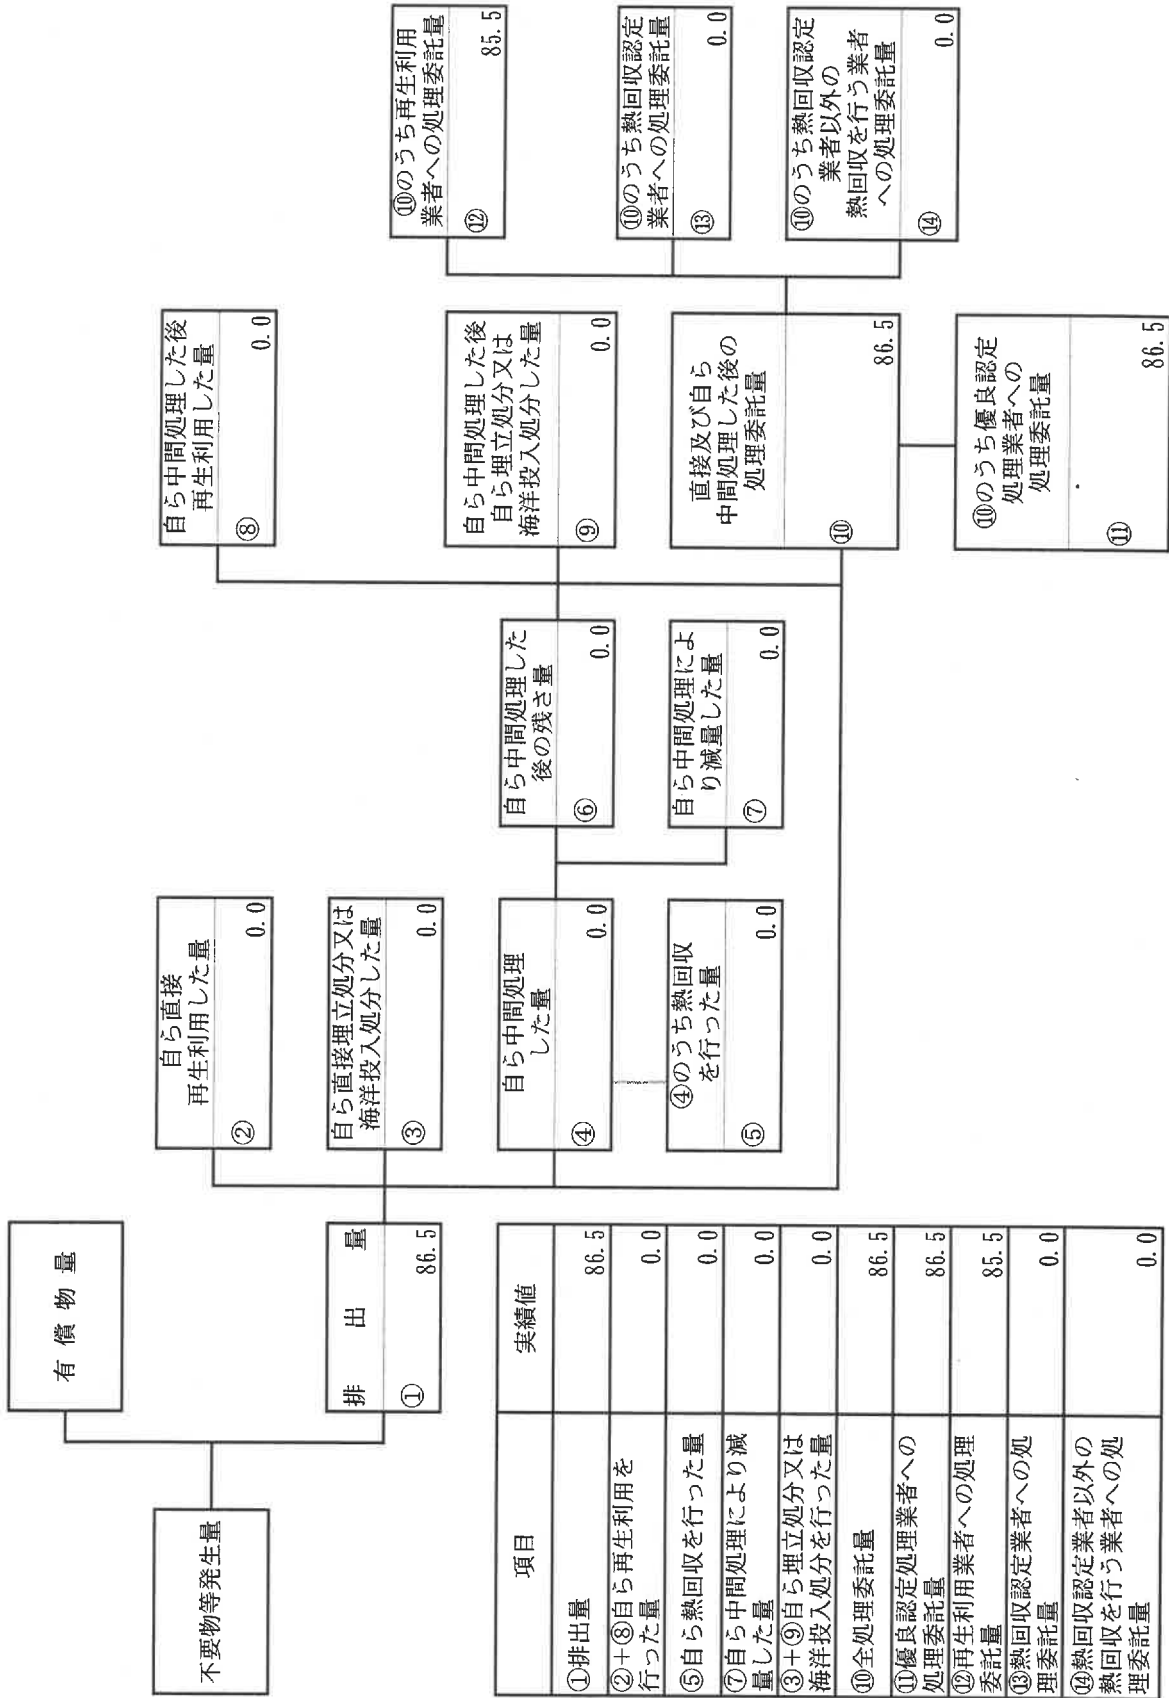 不要物等発生量
有償物量
排出量
① 86.5
自ら直接
再生利用した量
② 0.0
自ら直接埋立処分又は
海洋投入処分した量
③ 0.0
自ら中間処理
した量
④ 0.0
④のうち熱回収
を行った量
⑤ 0.0
自ら中間処理した
後の残さ量
⑥ 0.0
自ら中間処理によ
り減量した量
⑦ 0.0
自ら中間処理した後
再生利用した量
⑧ 0.0
自ら中間処理した後
自ら埋立処分又は
海洋投入処分した量
⑨ 0.0
直接及び自ら
中間処理した後の
処理委託量
⑩ 86.5
⑩のうち優良認定
処理業者への
処理委託量
⑪ 86.5
⑩のうち再生利用
業者への処理委託量
⑫ 85.5
⑩のうち熱回収認定
業者への処理委託量
⑬ 0.0
⑩のうち熱回収認定
業者以外の
熱回収を行う業者
への処理委託量
⑭ 0.0
項目 実績値
①排出量 86.5
②+⑧自ら再生利用を
行った量 0.0
⑤自ら熱回収を行った量 0.0
⑦自ら中間処理により減
量した量 0.0
③+⑨自ら埋立処分又は
海洋投入処分を行った量 0.0
⑩全処理委託量 86.5
⑪優良認定処理業者への
処理委託量 86.5
⑫再生利用業者への処理
委託量 85.5
⑬熱回収認定業者への処
理委託量 0.0
⑭熱回収認定業者以外の
熱回収を行う業者への処
理委託量 0.0